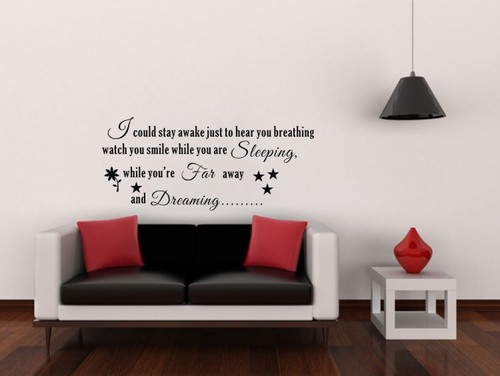 I could stay awake just to hear you breathing
watch you smile while you are Sleeping,
while you're Far away
and Dreaming.........